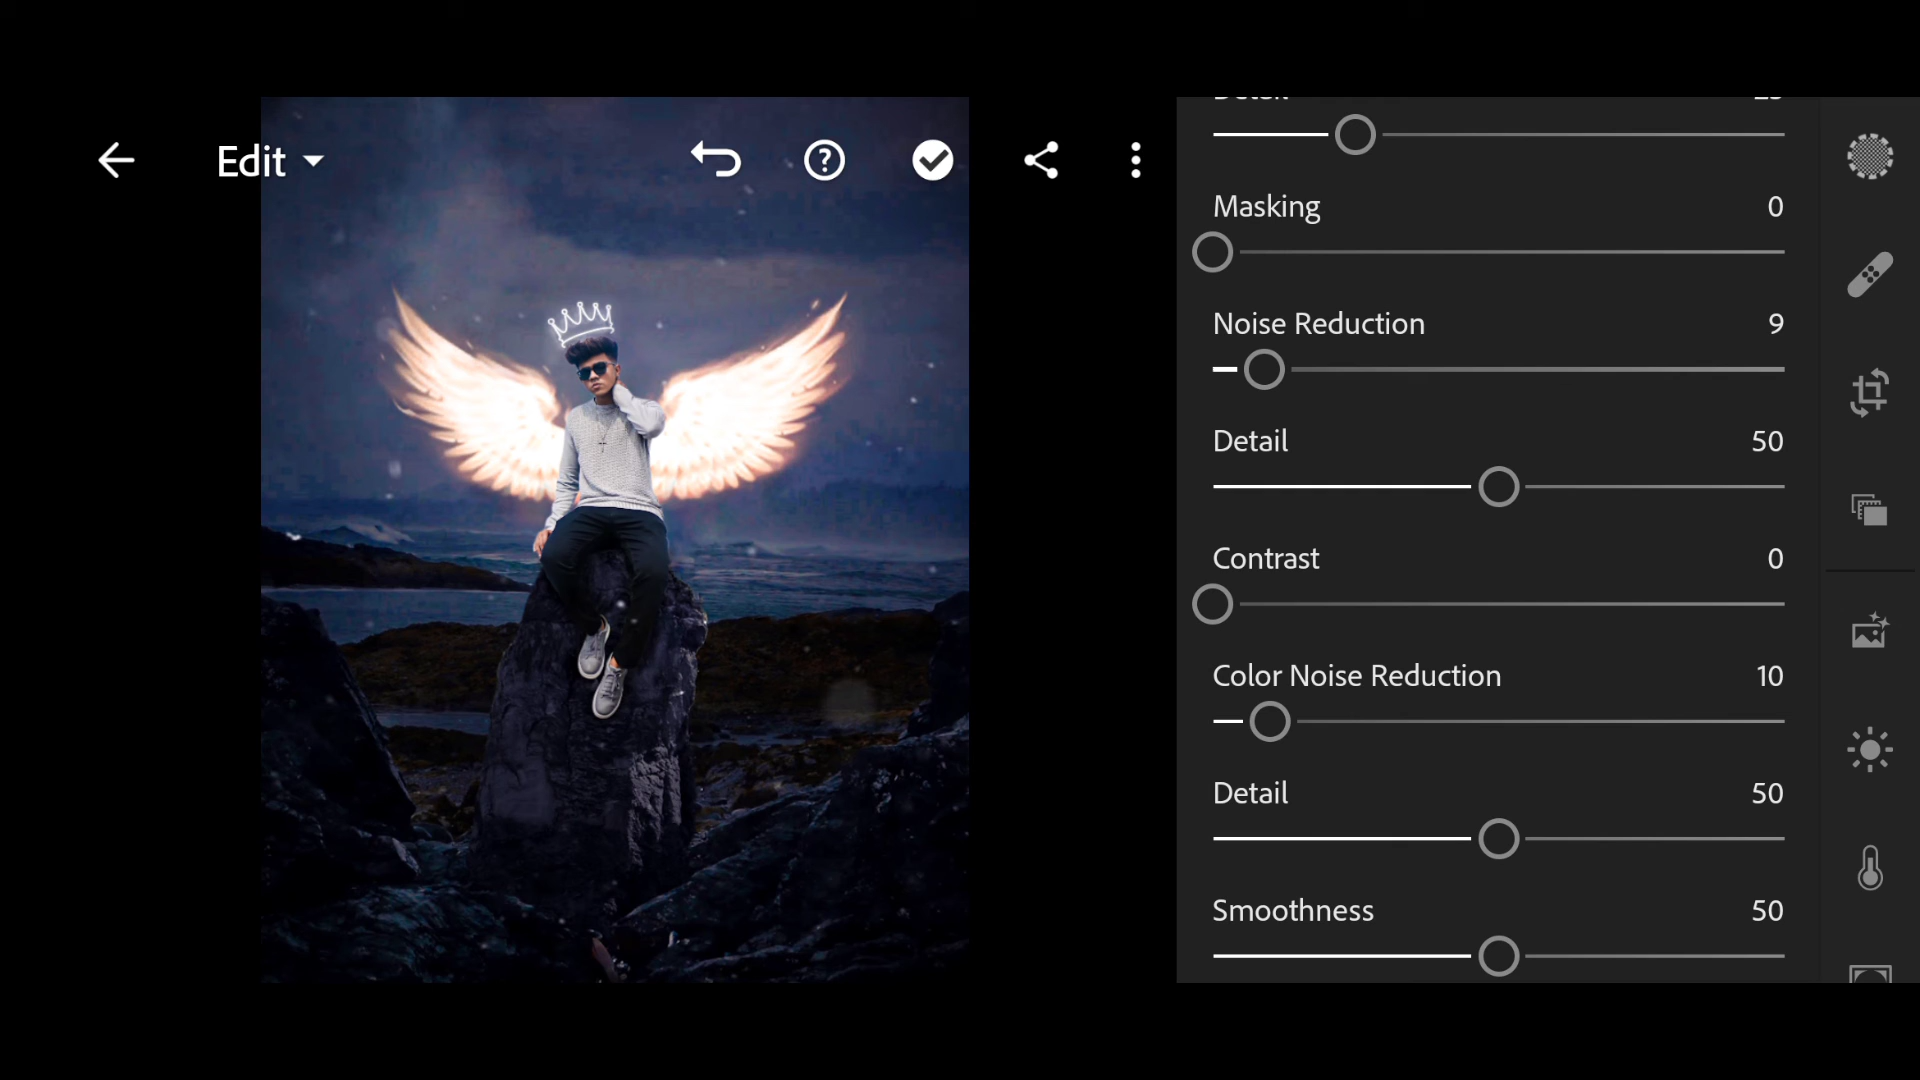 Edit
Masking 0
Noise Reduction 9
Detail 50
Contrast 0
Color Noise Reduction 10
Detail 50
Smoothness 50